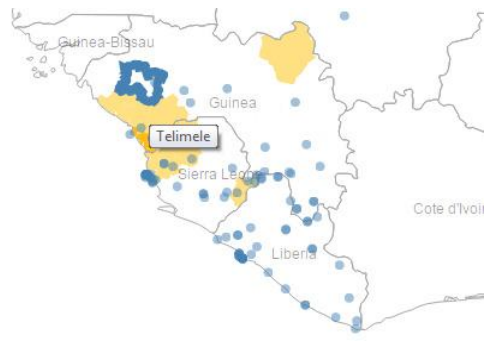 Guinea-Bissau
Guinea
Telimele
Sierra Leone
Cote d'Ivoir
Liberia